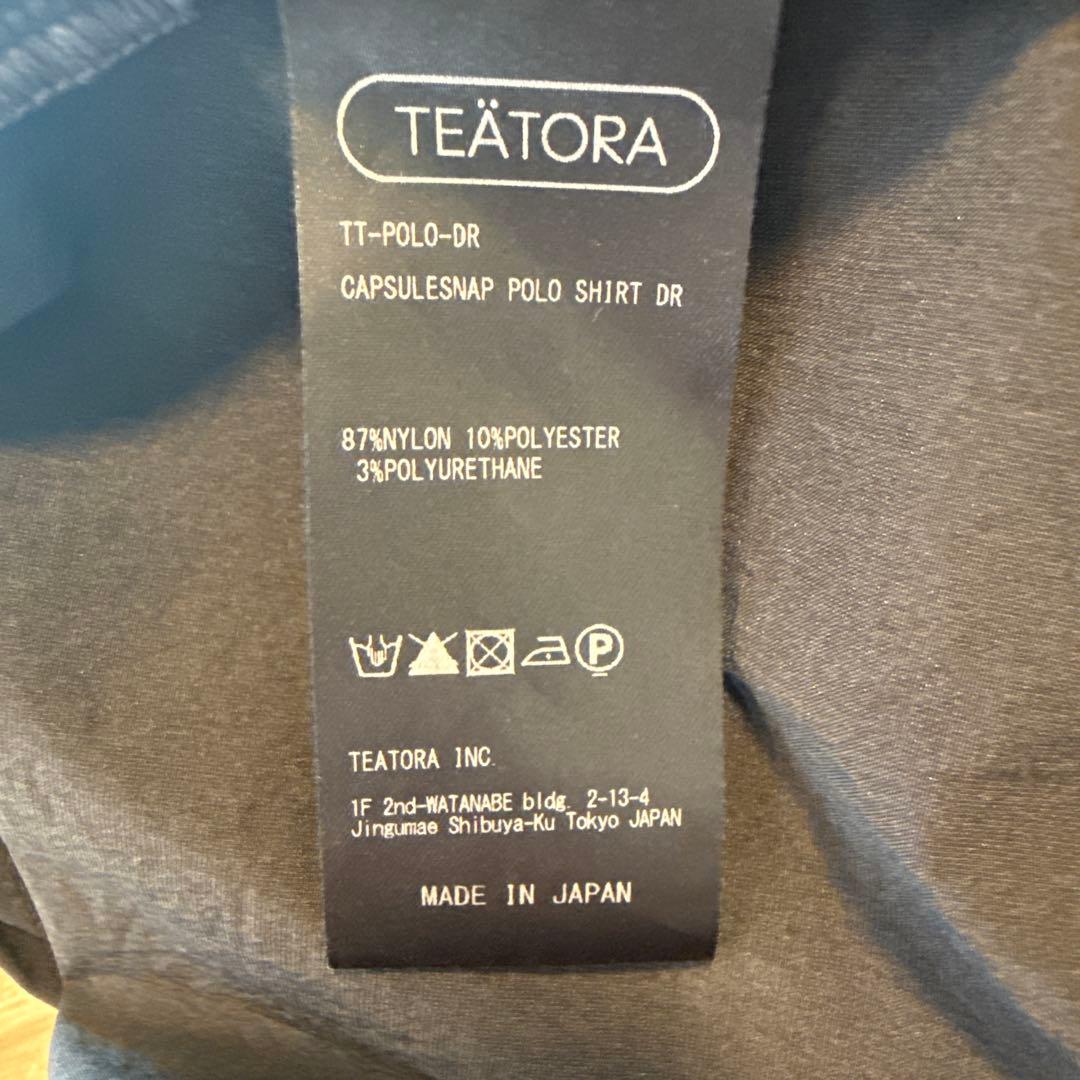 TEÄTORA
TT-POLO-DR
CAPSULESNAP POLO SHIRT DR
87%NYLON 10%POLYESTER
3%POLYURETHANE
P
TEATORA INC.
1F 2nd-WATANABE bldg. 2-13-4
Jingumae Shibuya-Ku Tokyo JAPAN
MADE IN JAPAN